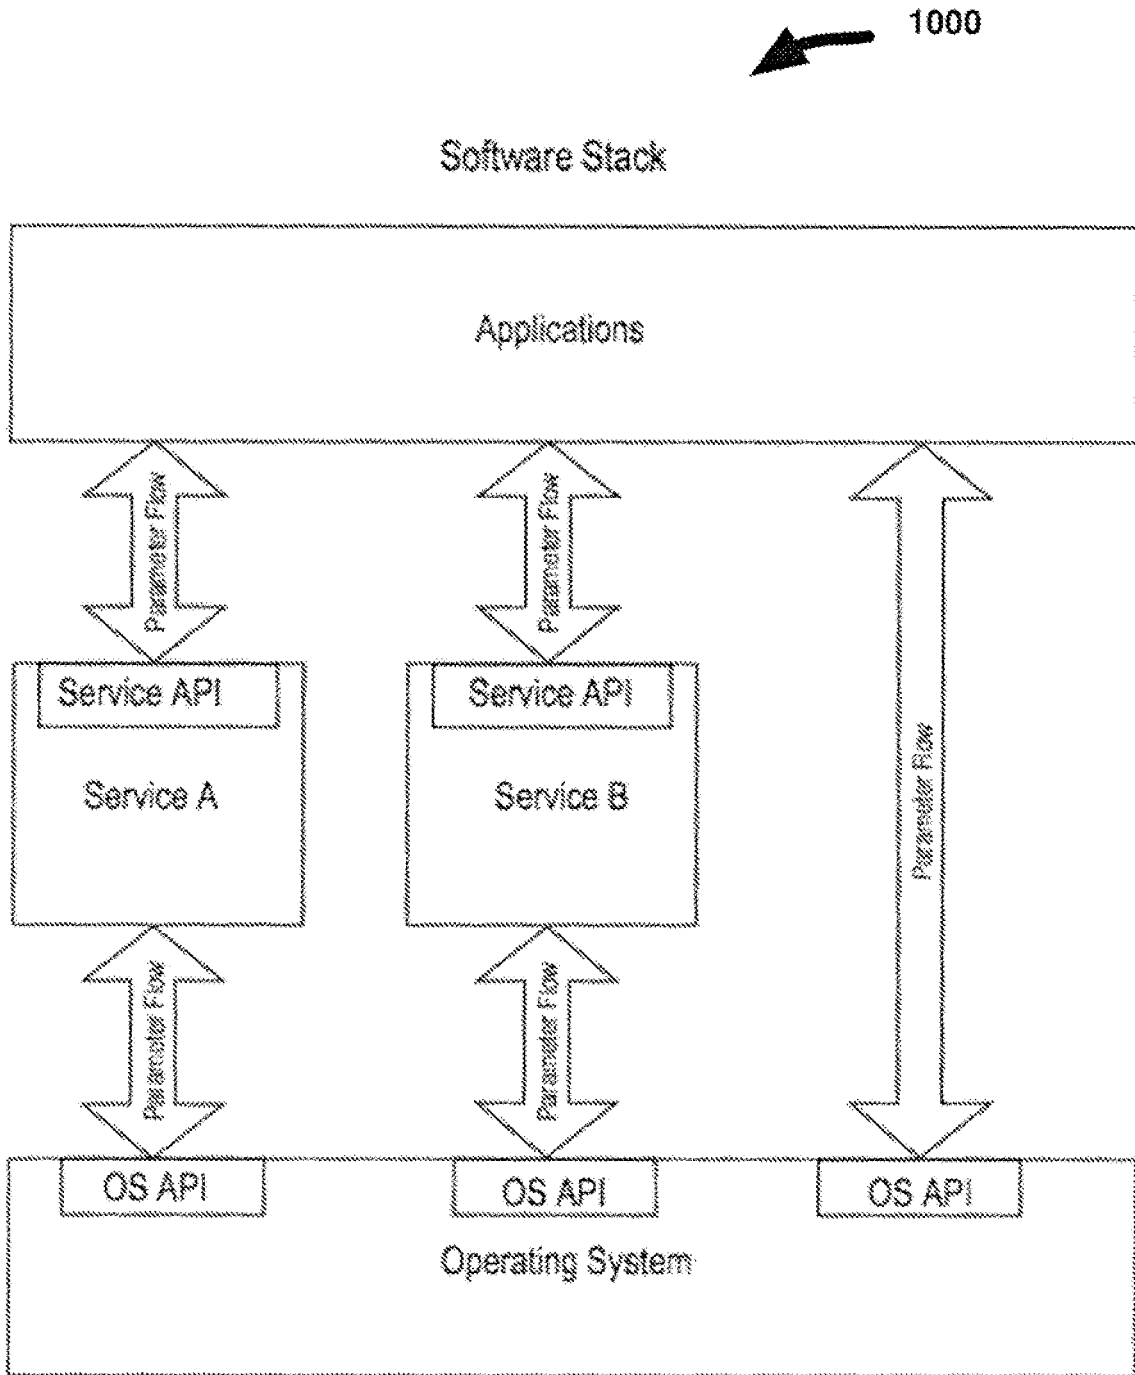 1000
Software Stack
Applications
Parameter Flow
Parameter Flow
Parameter Flow
Service API
Service API
Service A
Service B
Parameter Flow
Parameter Flow
OS API
OS API
OS API
Operating System